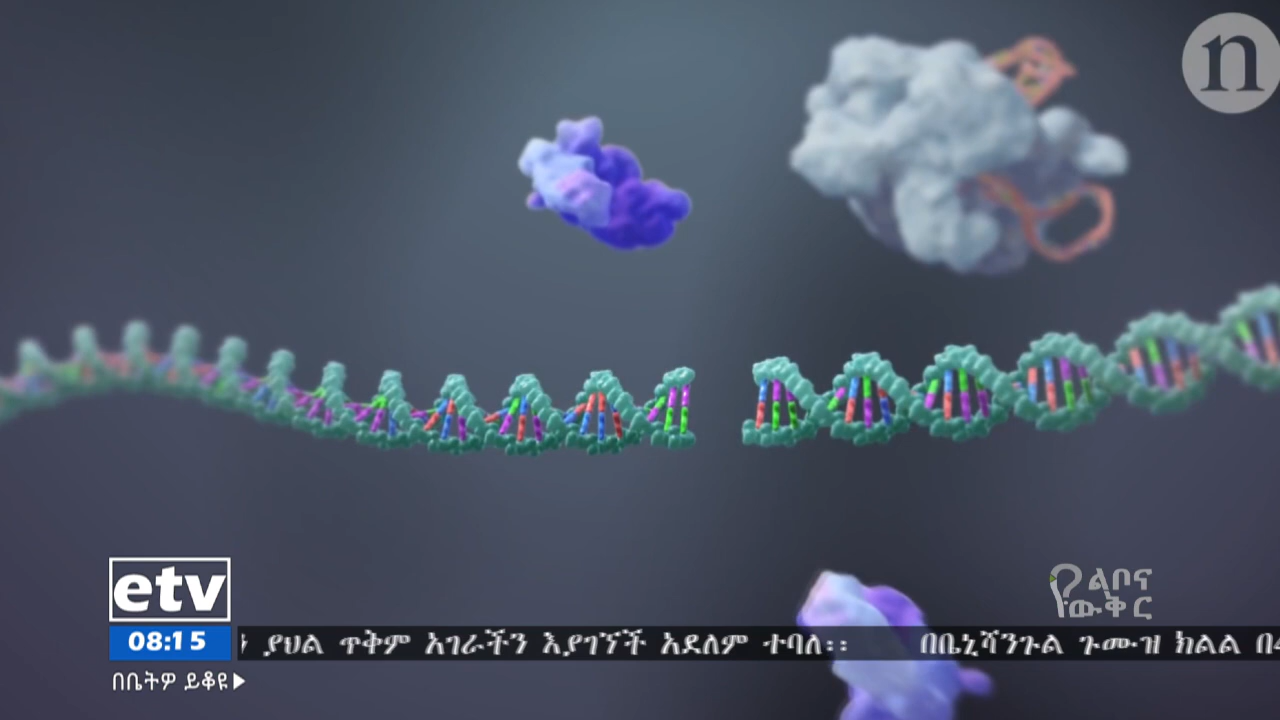 n
ልቦና
ውቅር
etv
08:15
ያህል ጥቅም አገራችን እያገኘች አደለም ተባለ፡፡ በቤኒሻንጉል ጉሙዝ ክልል
በቤትዎ ይቆዩ